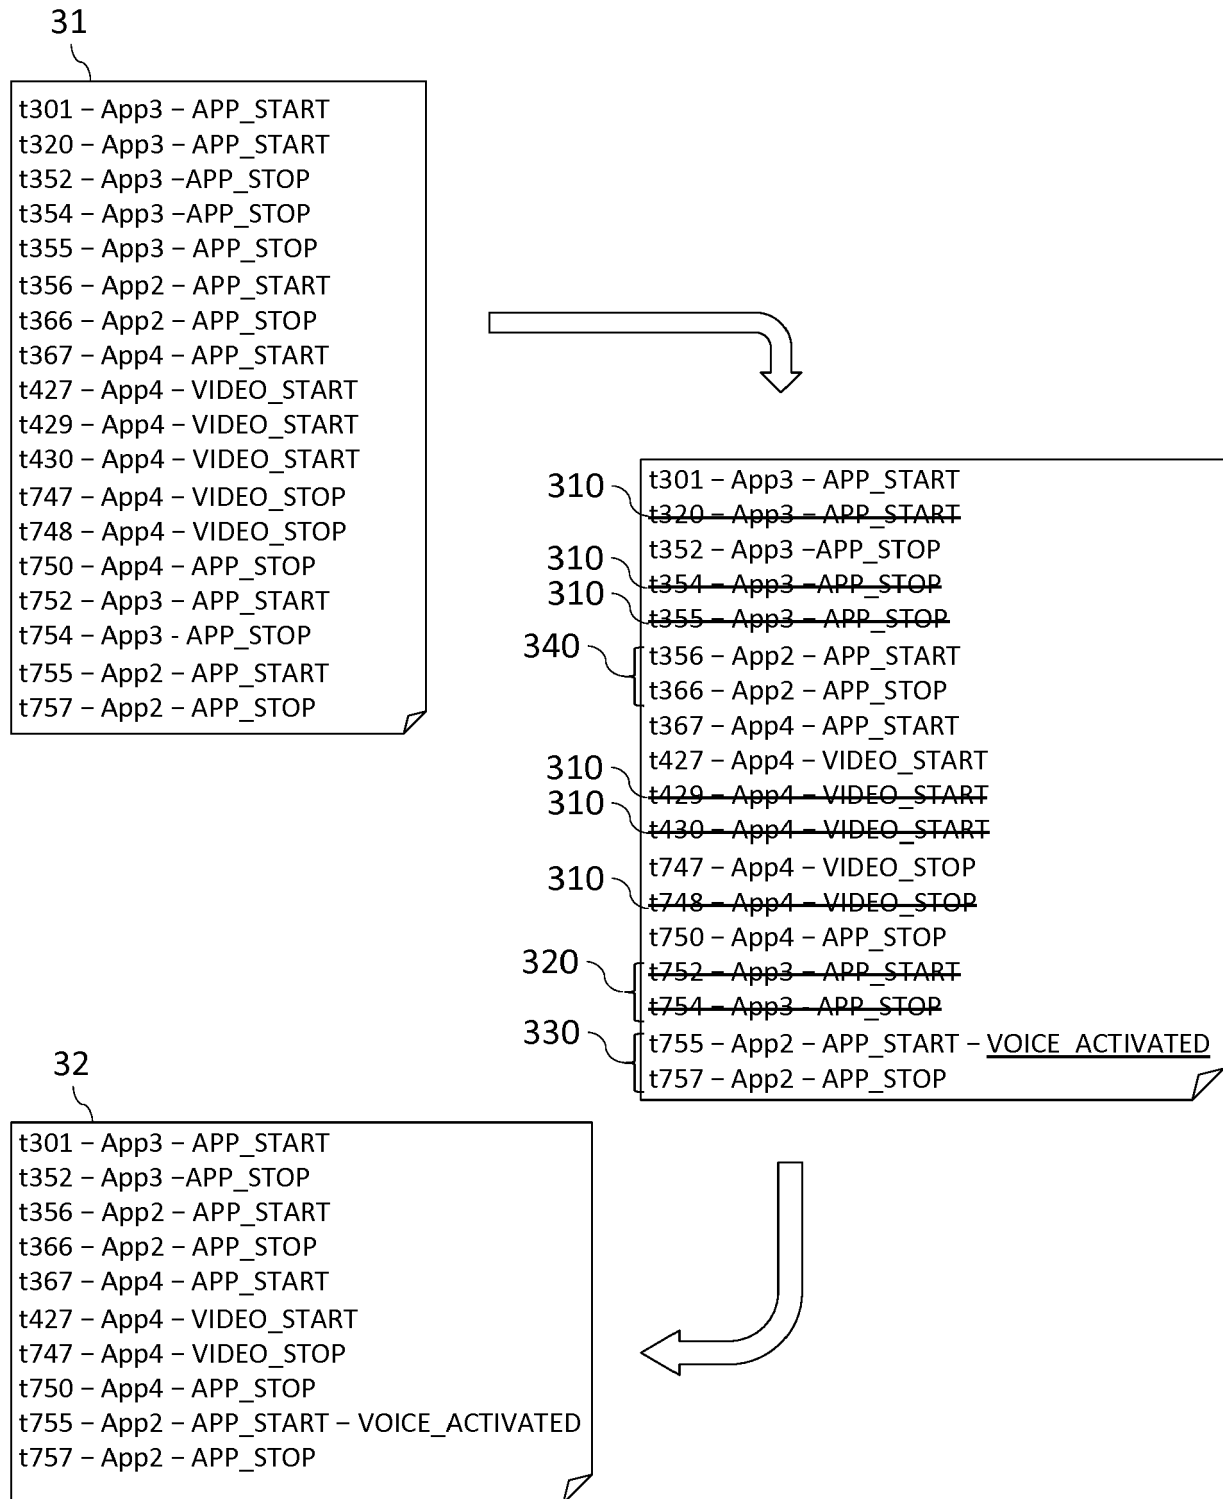 31
t301 – App3 – APP_START
t320 – App3 – APP_START
t352 – App3 –APP_STOP
t354 – App3 –APP_STOP
t355 – App3 – APP_STOP
t356 – App2 – APP_START
t366 – App2 – APP_STOP
t367 – App4 – APP_START
t427 – App4 – VIDEO_START
t429 – App4 – VIDEO_START
t430 – App4 – VIDEO_START
t747 – App4 – VIDEO_STOP
t748 – App4 – VIDEO_STOP
t750 – App4 – APP_STOP
t752 – App3 – APP_START
t754 – App3 - APP_STOP
t755 – App2 – APP_START
t757 – App2 – APP_STOP
t301 – App3 – APP_START
310 t320 – App3 – APP_START
t352 – App3 –APP_STOP
310 t354 – App3 –APP_STOP
310 t355 – App3 – APP_STOP
340 t356 – App2 – APP_START
t366 – App2 – APP_STOP
t367 – App4 – APP_START
t427 – App4 – VIDEO_START
310 t429 – App4 – VIDEO_START
310 t430 – App4 – VIDEO_START
t747 – App4 – VIDEO_STOP
310 t748 – App4 – VIDEO_STOP
t750 – App4 – APP_STOP
320 t752 – App3 – APP_START
t754 – App3 - APP_STOP
330 t755 – App2 – APP_START – VOICE_ACTIVATED
t757 – App2 – APP_STOP
32
t301 – App3 – APP_START
t352 – App3 –APP_STOP
t356 – App2 – APP_START
t366 – App2 – APP_STOP
t367 – App4 – APP_START
t427 – App4 – VIDEO_START
t747 – App4 – VIDEO_STOP
t750 – App4 – APP_STOP
t755 – App2 – APP_START – VOICE_ACTIVATED
t757 – App2 – APP_STOP